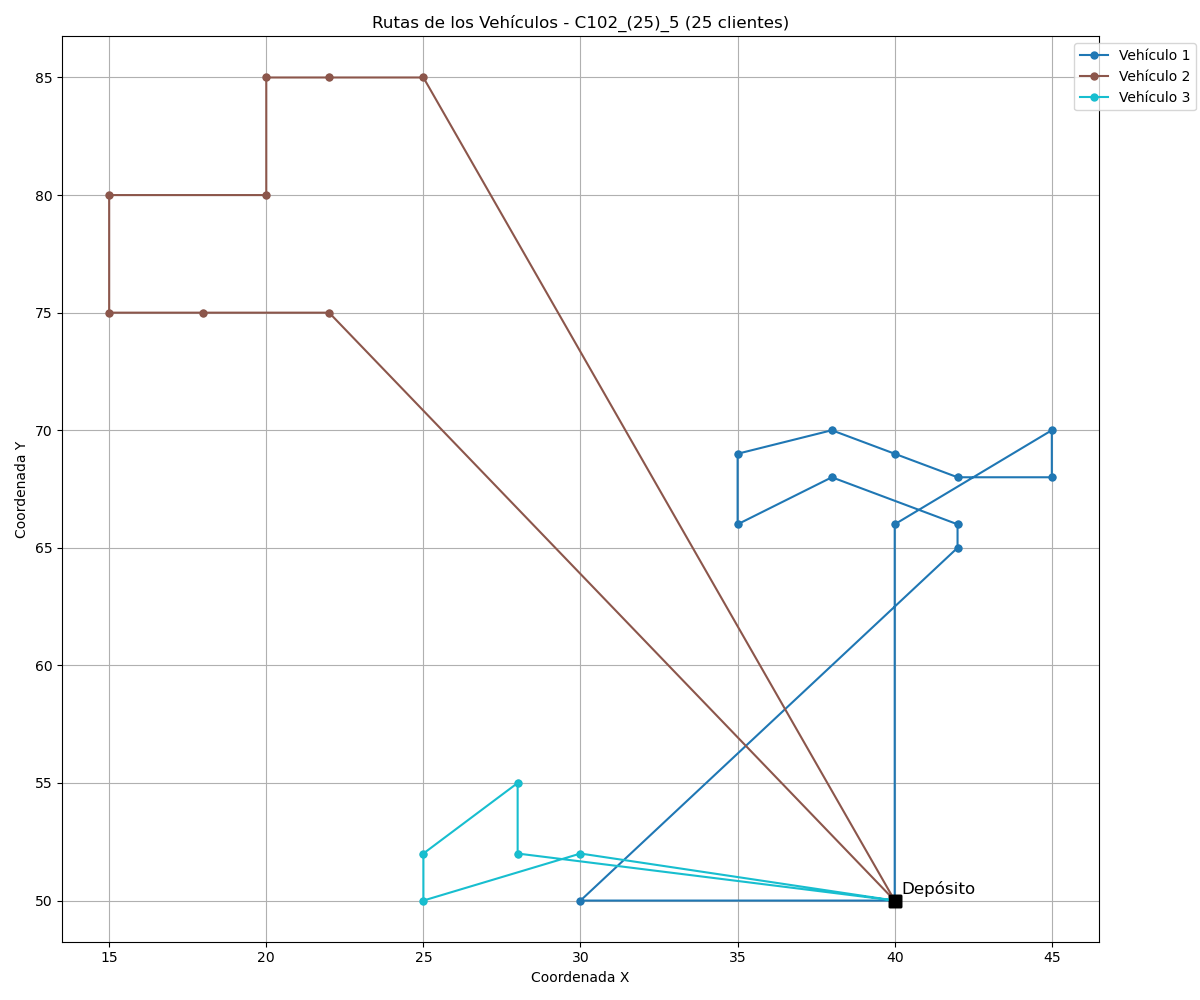 Rutas de los Vehículos - C102_(25)_5 (25 clientes)
Vehículo 1
Vehículo 2
Vehículo 3
Coordenada Y
85
80
75
70
65
60
55
50
Depósito
15 20 25 30 35 40 45
Coordenada X